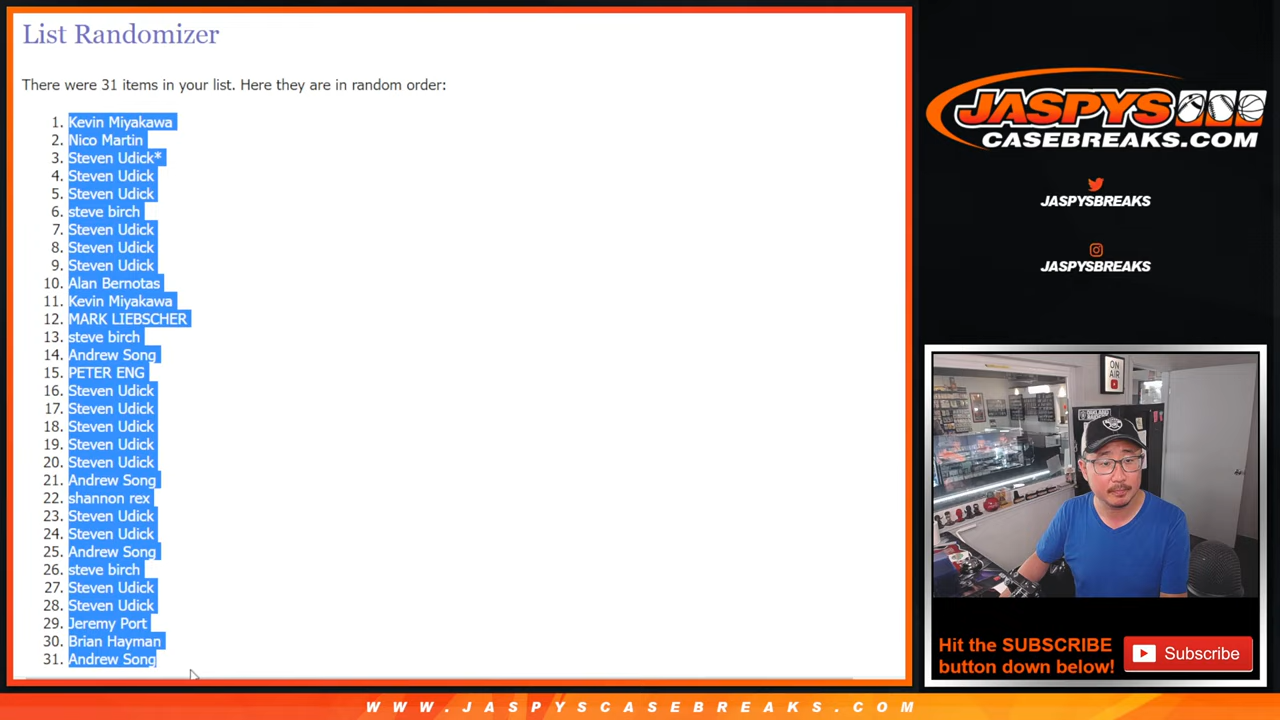 List Randomizer
There were 31 items in your list. Here they are in random order:
1. Kevin Miyakawa
2. Nico Martin
3. Steven Udick*
4. Steven Udick
5. Steven Udick
6. steve birch
7. Steven Udick
8. Steven Udick
9. Steven Udick
10. Alan Bernotas
11. Kevin Miyakawa
12. MARK LIEBSCHER
13. steve birch
14. Andrew Song
15. PETER ENG
16. Steven Udick
17. Steven Udick
18. Steven Udick
19. Steven Udick
20. Steven Udick
21. Andrew Song
22. shannon rex
23. Steven Udick
24. Steven Udick
25. Andrew Song
26. steve birch
27. Steven Udick
28. Steven Udick
29. Jeremy Port
30. Brian Hayman
31. Andrew Song
JASPYS
CASEBREAKS.COM
JASPYSBREAKS
JASPYSBREAKS
ON
AIR
Hit the SUBSCRIBE
button down below!
Subscribe
WWW.JASPYSCASEBREAKS.COM